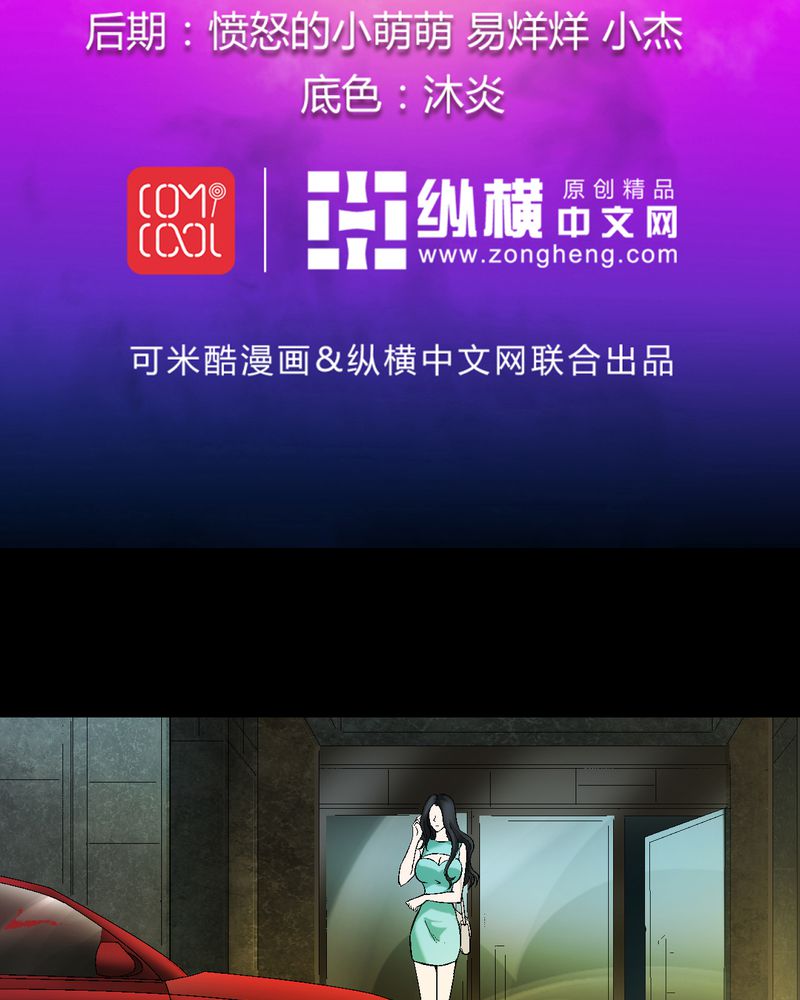 后期：愤怒的小萌萌 易烊烊 小杰
底色：沐炎
COMi
COOL
纵横
原创精品
中文网
www.zongheng.com
可米酷漫画&纵横中文网联合出品